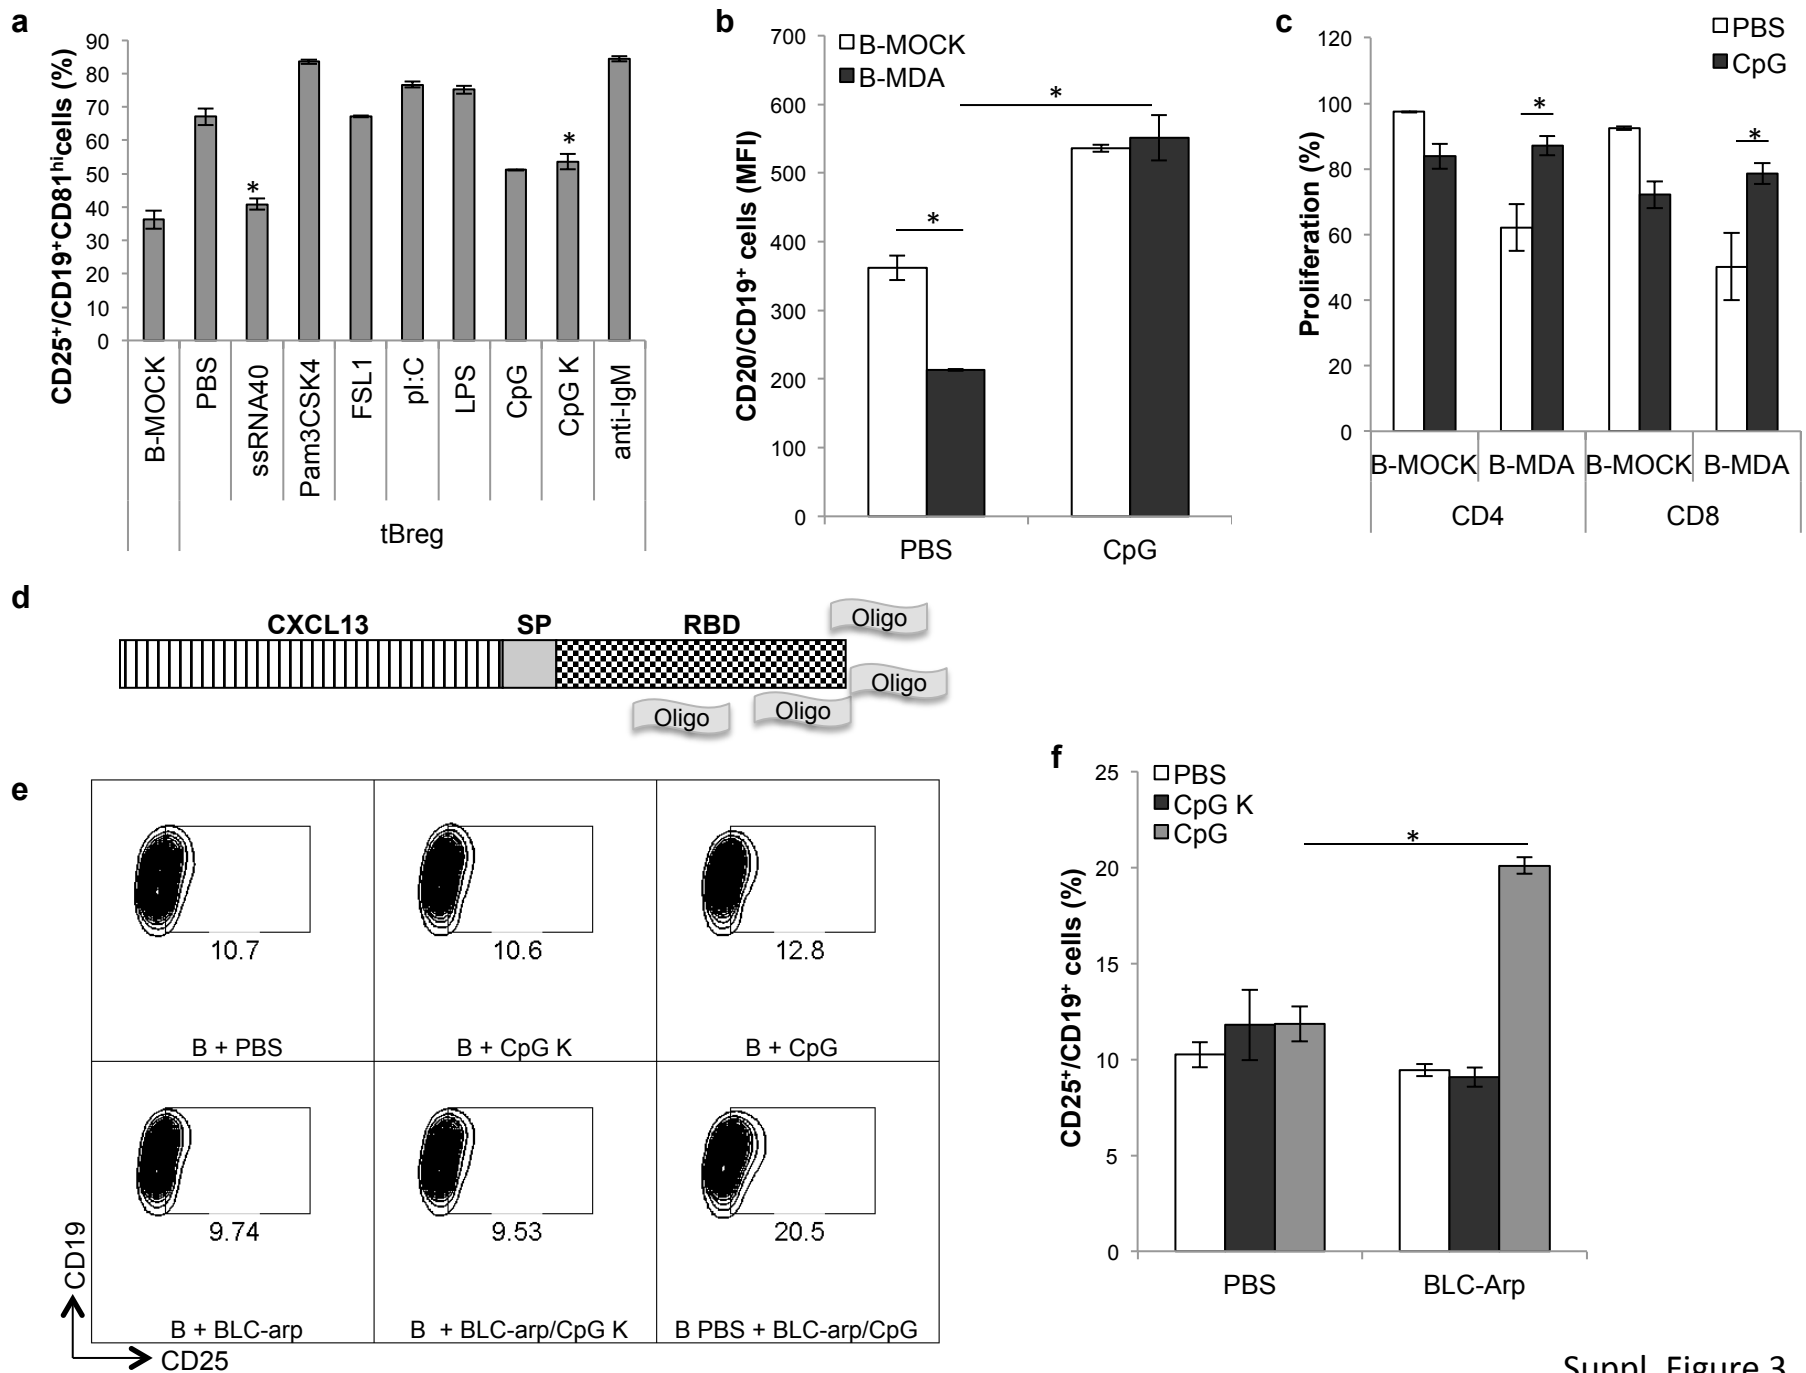 a
CD25+/CD19+CD81hicells (%)
90
80
70
60
50
40
30
20
10
0
*
*
B-MOCK
PBS
ssRNA40
Pam3CSK4
FSL1
pI:C
LPS
CpG
CpG K
anti-IgM
tBreg
b
CD20/CD19+ cells (MFI)
700
600
500
400
300
200
100
0
B-MOCK
B-MDA
*
*
PBS CpG
c
Proliferation (%)
120
100
80
60
40
20
0
PBS
CpG
*
*
B-MOCK B-MDA B-MOCK B-MDA
CD4 CD8
d
CXCL13 SP RBD
Oligo
Oligo
Oligo
Oligo
e
10.7 10.6 12.8
B + PBS B + CpG K B + CpG
9.74 9.53 20.5
B + BLC-arp B + BLC-arp/CpG K B PBS + BLC-arp/CpG
CD19
CD25
f
CD25+/CD19+ cells (%)
25
20
15
10
5
0
PBS
CpG K
CpG
*
PBS BLC-Arp
Suppl. Figure 3